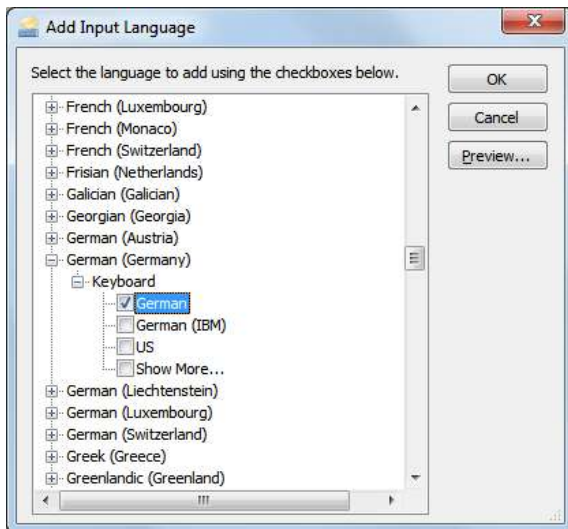 Add Input Language
Select the language to add using the checkboxes below.
French (Luxembourg)
French (Monaco)
French (Switzerland)
Frisian (Netherlands)
Galician (Galician)
Georgian (Georgia)
German (Austria)
German (Germany)
Keyboard
German
German (IBM)
US
Show More...
German (Liechtenstein)
German (Luxembourg)
German (Switzerland)
Greek (Greece)
Greenlandic (Greenland)
OK
Cancel
Preview...